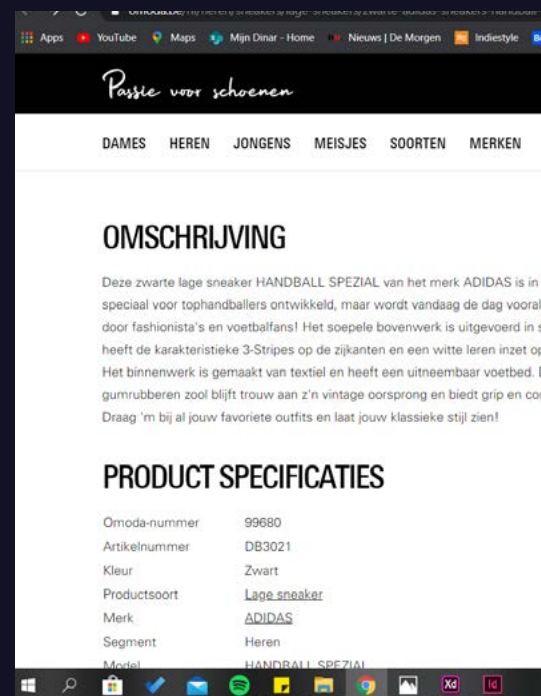 Apps YouTube Maps Mijn Dinar - Home Nieuws | De Morgen Indiestyle
Passie voor schoenen
DAMES HEREN JONGENS MEISJES SOORTEN MERKEN
OMSCHRIJVING
Deze zwarte lage sneaker HANDBALL SPEZIAL van het merk ADIDAS is in
speciaal voor tophandballers ontwikkeld, maar wordt vandaag de dag vooral
door fashionista's en voetbalfans! Het soepele bovenwerk is uitgevoerd in s
heeft de karakteristieke 3-Stripes op de zijkanten en een witte leren inzet op
Het binnenwerk is gemaakt van textiel en heeft een uitneembaar voetbed. D
gumrubberen zool blijft trouw aan z'n vintage oorsprong en biedt grip en co
Draag 'm bij al jouw favoriete outfits en laat jouw klassieke stijl zien!
PRODUCT SPECIFICATIES
Omoda-nummer 99680
Artikelnummer DB3021
Kleur Zwart
Productsoort Lage sneaker
Merk ADIDAS
Segment Heren
Model HANDBALL SPEZIAL
Xd Id